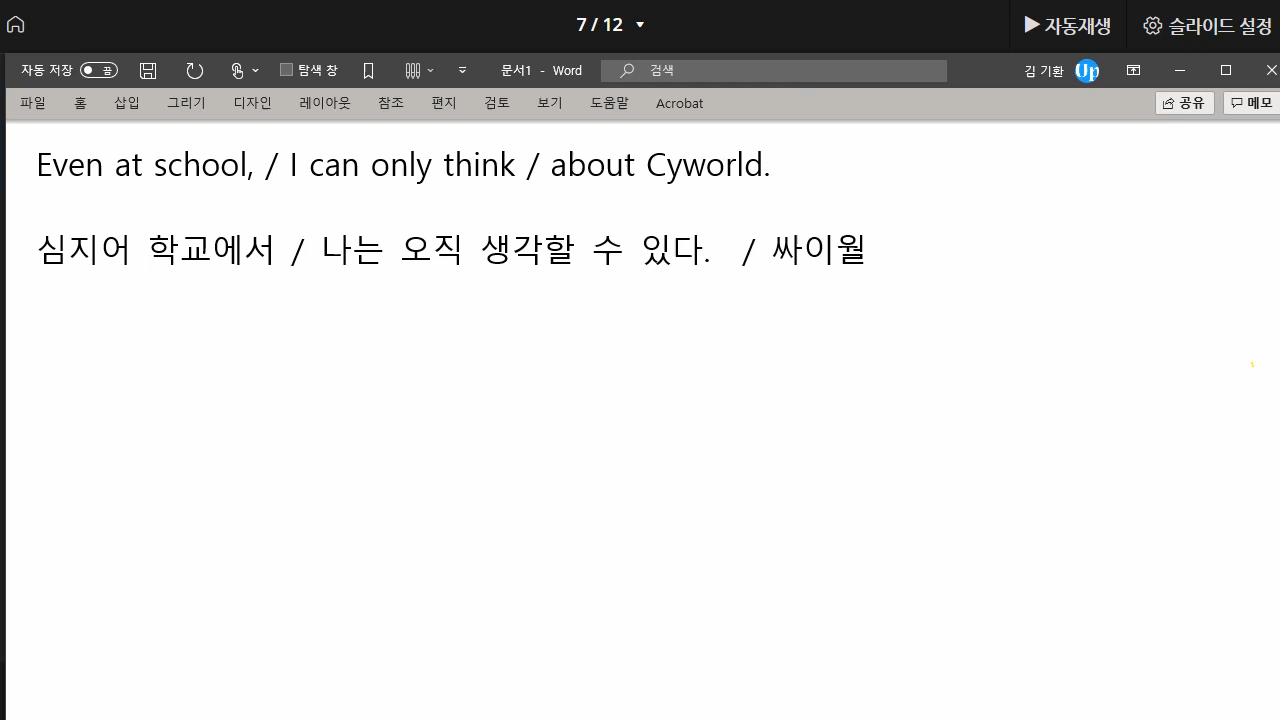 7 / 12 자동재생 슬라이드 설정
자동 저장 끔 탐색 창 문서1 - Word 검색 김 기환 Up
파일 홈 삽입 그리기 디자인 레이아웃 참조 편지 검토 보기 도움말 Acrobat 공유 메모
Even at school, / I can only think / about Cyworld.
심지어 학교에서 / 나는 오직 생각할 수 있다. / 싸이월